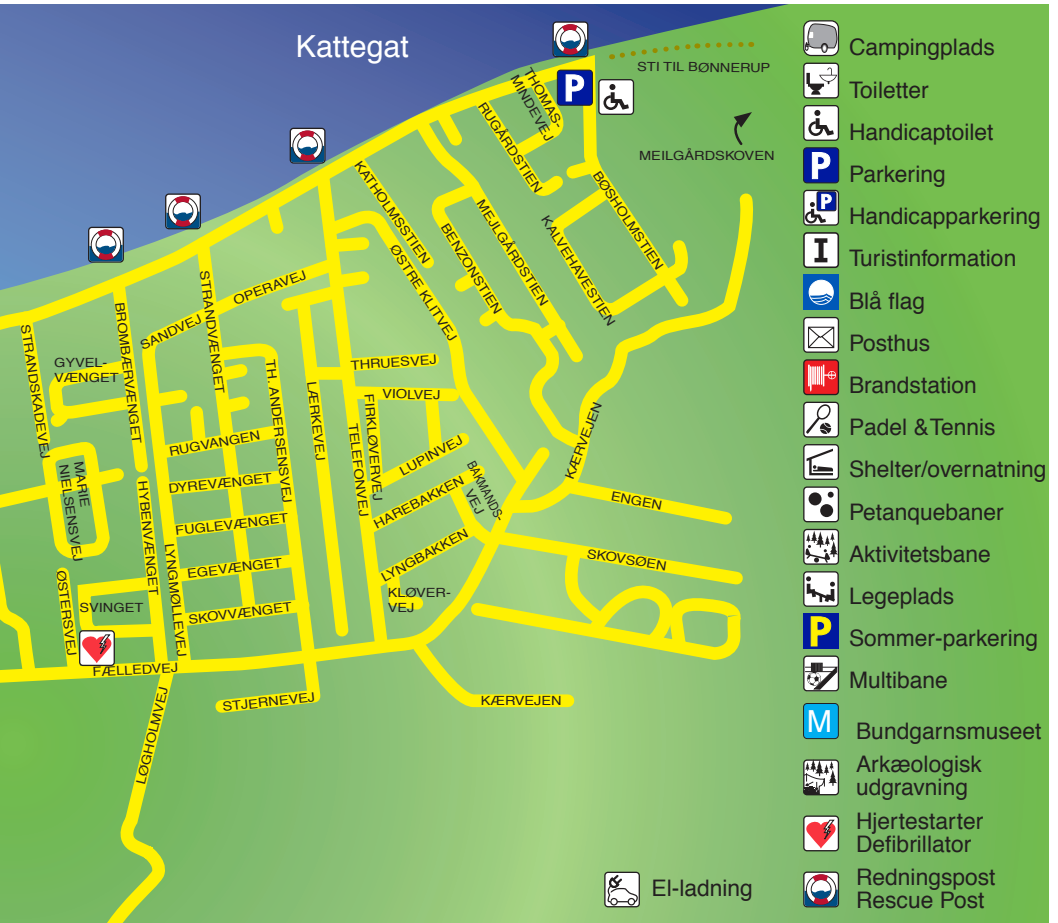 Kattegat
STI TIL BØNNERUP
MEILGÅRDSKOVEN
THOMAS-
MINDEVEJ
RUGÅRDSTIEN
BØSHOLMSTIEN
KATHOLMSSTIEN
MEJLGÅRDSTIEN
BENZONSTIEN
KALVEHAVESTIEN
ØSTRE KLITVEJ
OPERAVEJ
SANDVEJ
STRANDVÆNGET
BROMBÆRVÆNGET
STRANDSKADEVEJ
GYVEL-
VÆNGET
THRUESVEJ
VIOLVEJ
TH. ANDERSENSVEJ
LÆRKEVEJ
FIRKLØVERVEJ
TELEFONVEJ
LUPINVEJ
HAREBAKKEN
BAKMANDS-
VEJ
LYNGBAKKEN
KLØVER-
VEJ
KÆRVEJEN
ENGEN
SKOVSØEN
RUGVANGEN
DYREVÆNGET
FUGLEVÆNGET
EGEVÆNGET
SKOVVÆNGET
MARIE
NIELSENSVEJ
HYBENVÆNGET
LYNGMØLLEVEJ
ØSTERSVEJ
SVINGET
FÆLLEDVEJ
STJERNEVEJ
KÆRVEJEN
LØGHOLMVEJ
P
Campingplads
Toiletter
Handicaptoilet
P Parkering
P Handicapparkering
I Turistinformation
Blå flag
Posthus
Brandstation
Padel & Tennis
Shelter/overnatning
Petanquebaner
Aktivitetsbane
Legeplads
P Sommer-parkering
Multibane
M Bundgarnsmuseet
Arkæologisk
udgravning
Hjertestarter
Defibrillator
Redningspost
Rescue Post
El-ladning